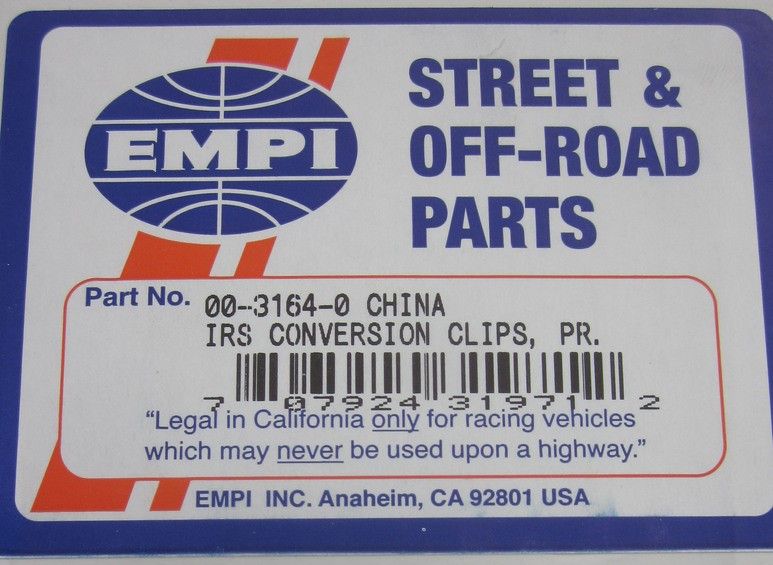 EMPI
STREET &
OFF-ROAD
PARTS
Part No. 00-3164-0 CHINA
IRS CONVERSION CLIPS, PR.
7 07924 31971 2
“Legal in California only for racing vehicles
which may never be used upon a highway.”
EMPI INC. Anaheim, CA 92801 USA